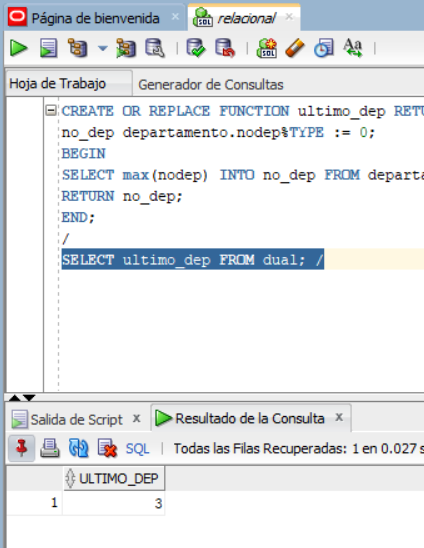 Página de bienvenida
relacional
Hoja de Trabajo Generador de Consultas
CREATE OR REPLACE FUNCTION ultimo_dep
no_dep departamento.nodep%TYPE := 0;
BEGIN
SELECT max(nodep) INTO no_dep FROM
RETURN no_dep;
END;
/
SELECT ultimo_dep FROM dual; /
Salida de Script x Resultado de la Consulta x
SQL | Todas las Filas Recuperadas: 1 en 0.027 s
ULTIMO_DEP
1 3